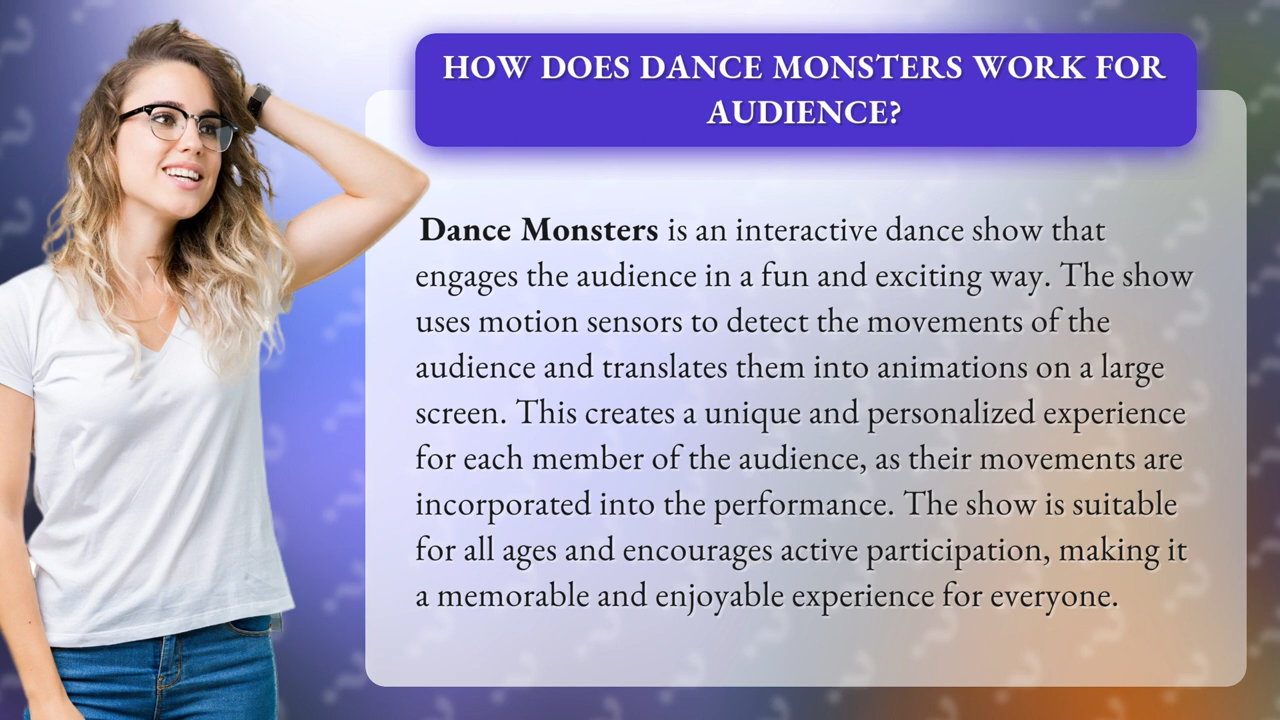 HOW DOES DANCE MONSTERS WORK FOR
AUDIENCE?
Dance Monsters is an interactive dance show that
engages the audience in a fun and exciting way. The show
uses motion sensors to detect the movements of the
audience and translates them into animations on a large
screen. This creates a unique and personalized experience
for each member of the audience, as their movements are
incorporated into the performance. The show is suitable
for all ages and encourages active participation, making it
a memorable and enjoyable experience for everyone.